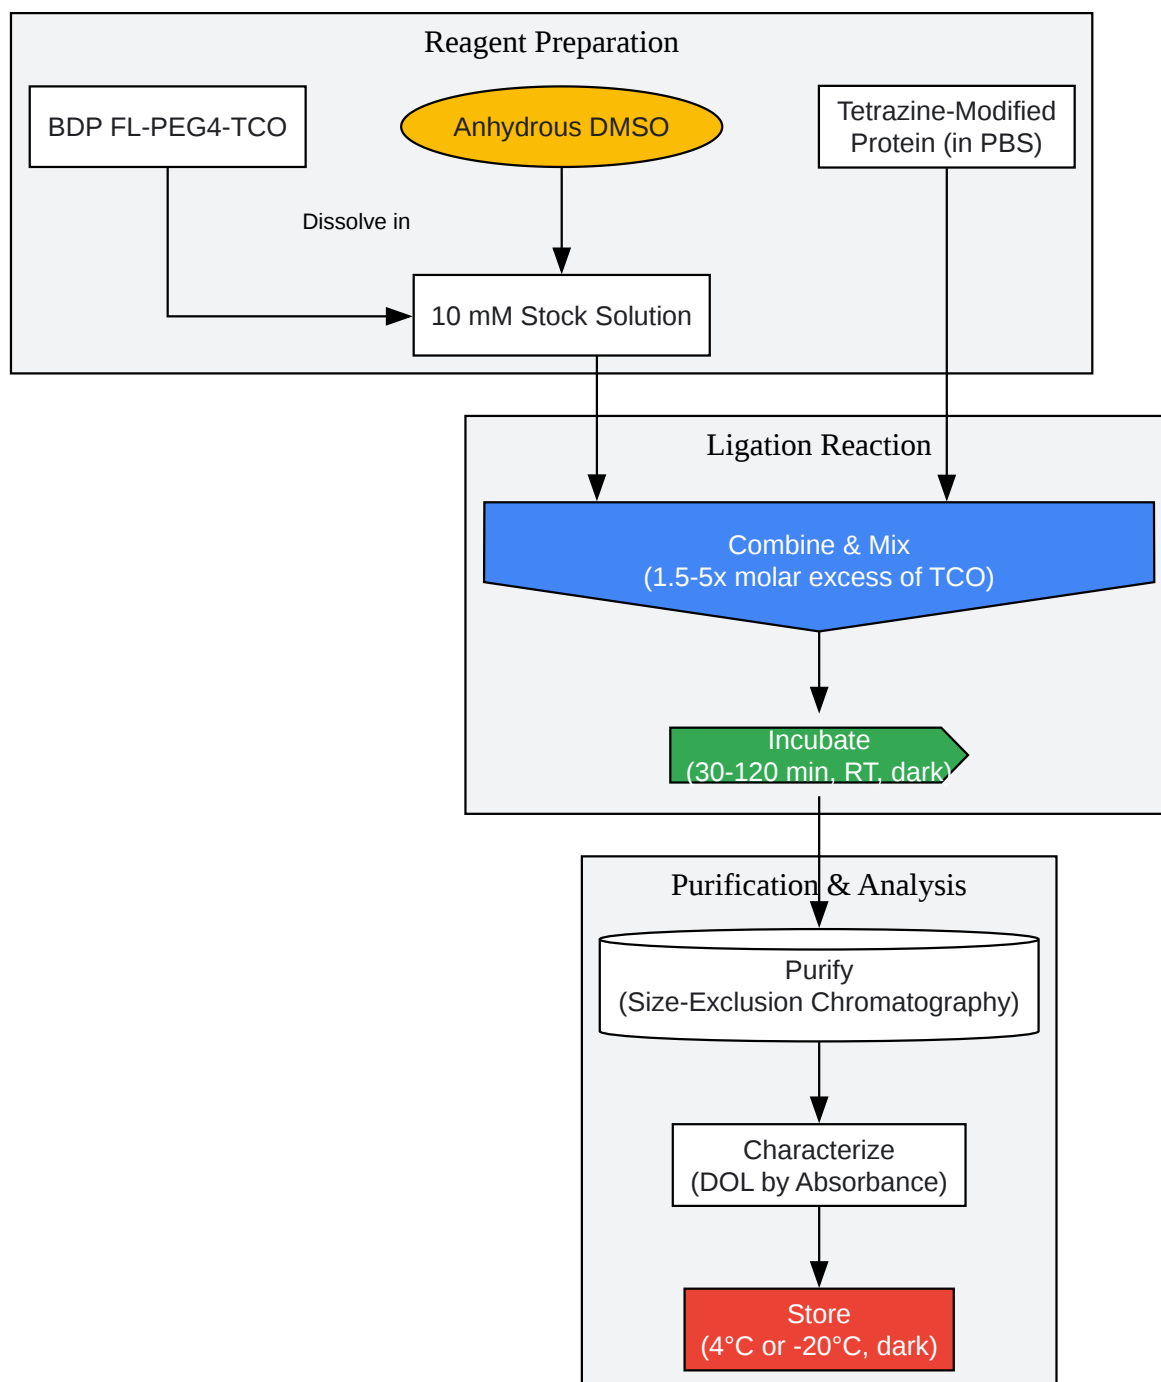 Reagent Preparation
BDP FL-PEG4-TCO
Anhydrous DMSO
Tetrazine-Modified
Protein (in PBS)
Dissolve in
10 mM Stock Solution
Ligation Reaction
Combine & Mix
(1.5-5x molar excess of TCO)
Incubate
(30-120 min, RT, dark)
Purification & Analysis
Purify
(Size-Exclusion Chromatography)
Characterize
(DOL by Absorbance)
Store
(4°C or -20°C, dark)